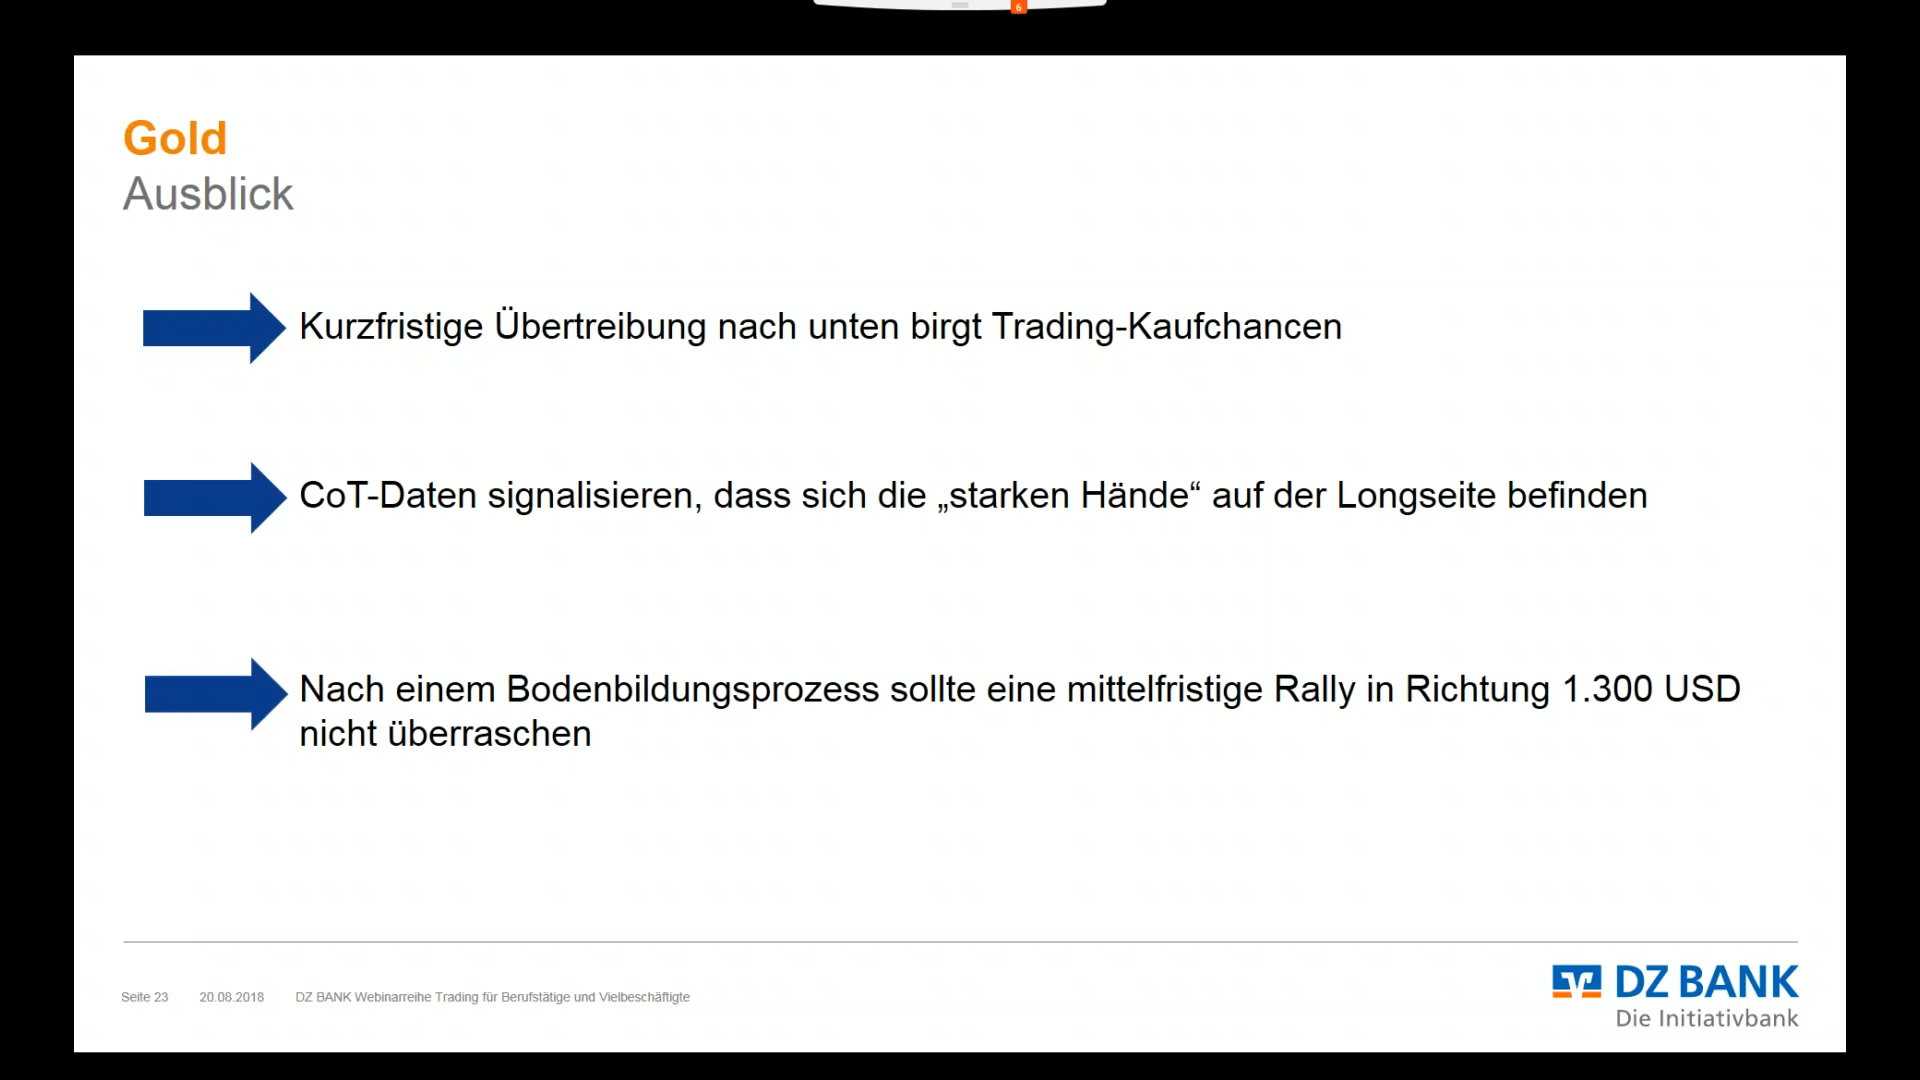 6
Gold
Ausblick
Kurzfristige Übertreibung nach unten birgt Trading-Kaufchancen
CoT-Daten signalisieren, dass sich die „starken Hände“ auf der Longseite befinden
Nach einem Bodenbildungsprozess sollte eine mittelfristige Rally in Richtung 1.300 USD
nicht überraschen
Seite 23 20.08.2018 DZ BANK Webinarreihe Trading für Berufstätige und Vielbeschäftigte
DZ BANK
Die Initiativbank